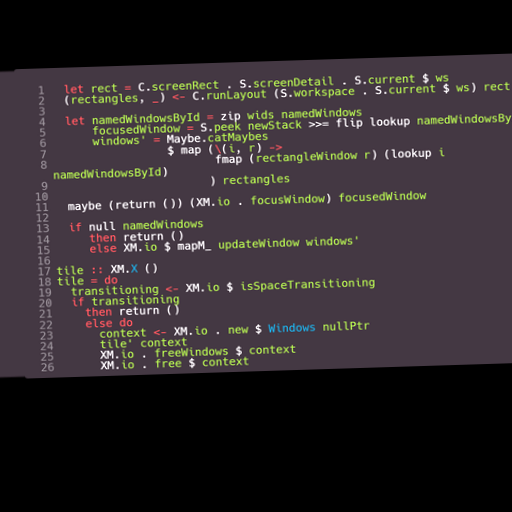 1 let rect = C.screenRect . S.screenDetail . S.current $ ws
2 (rectangles, _) <- C.runLayout (S.workspace . S.current $ ws) rect
3
4 let namedWindowsById = zip wids namedWindows
5 focusedWindow = S.peek newStack >>= flip lookup namedWindowsBy
6 windows' = Maybe.catMaybes
7 $ map (\(i, r) ->
8 fmap (rectangleWindow r) (lookup i
namedWindowsById)
9 ) rectangles
10
11 maybe (return ()) (XM.io . focusWindow) focusedWindow
12
13 if null namedWindows
14 then return ()
15 else XM.io $ mapM_ updateWindow windows'
16
17 tile :: XM.X ()
18 tile = do
19 transitioning <- XM.io $ isSpaceTransitioning
20 if transitioning
21 then return ()
22 else do
23 context <- XM.io . new $ Windows nullPtr
24 tile' context
25 XM.io . freeWindows $ context
26 XM.io . free $ context